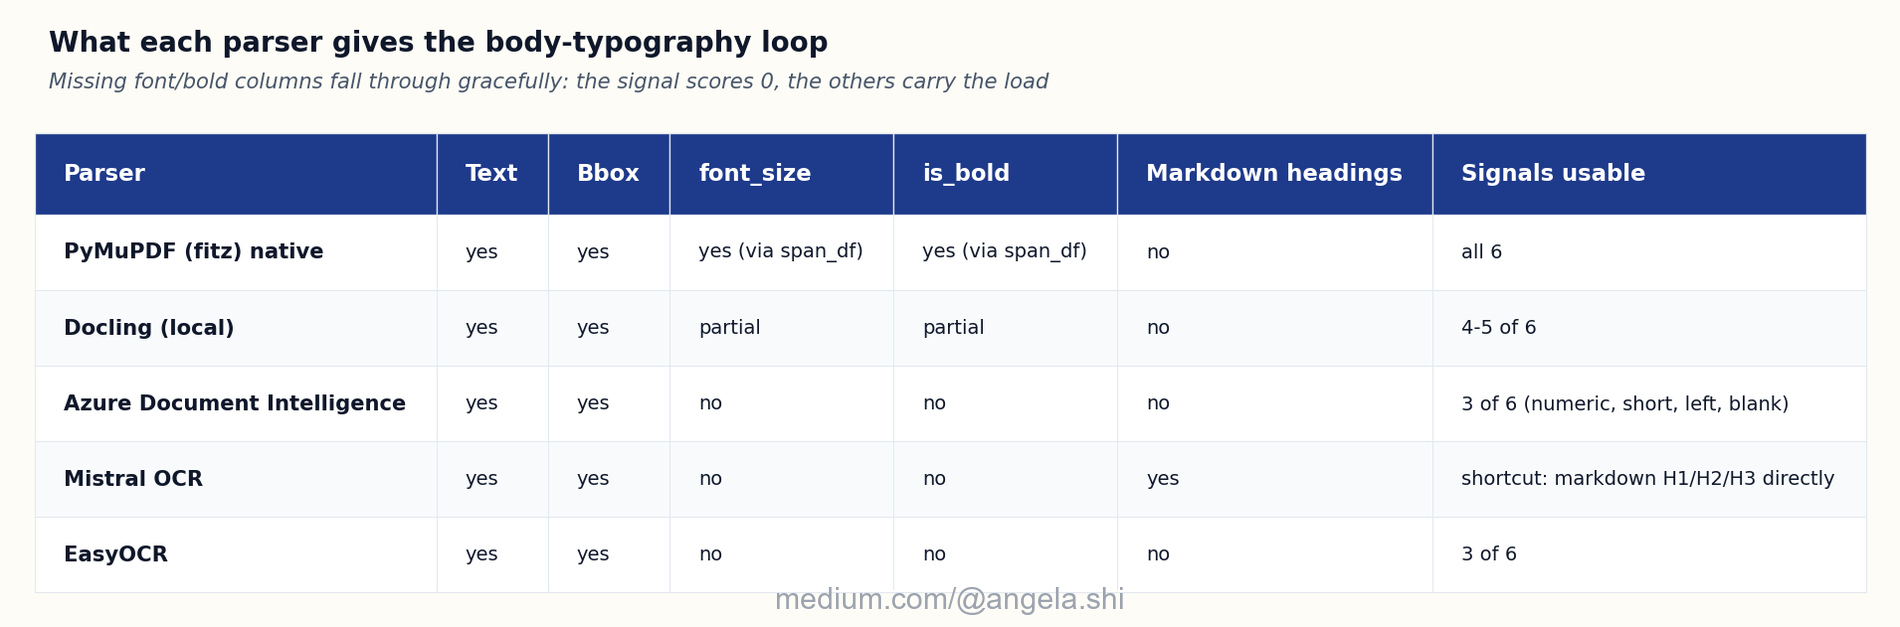 What each parser gives the body-typography loop
Missing font/bold columns fall through gracefully: the signal scores 0, the others carry the load
Parser Text Bbox font_size is_bold Markdown headings Signals usable
PyMuPDF (fitz) native yes yes yes (via span_df) yes (via span_df) no all 6
Docling (local) yes yes partial partial no 4-5 of 6
Azure Document Intelligence yes yes no no no 3 of 6 (numeric, short, left, blank)
Mistral OCR yes yes no no yes shortcut: markdown H1/H2/H3 directly
EasyOCR yes yes no no no 3 of 6
medium.com/@angela.shi